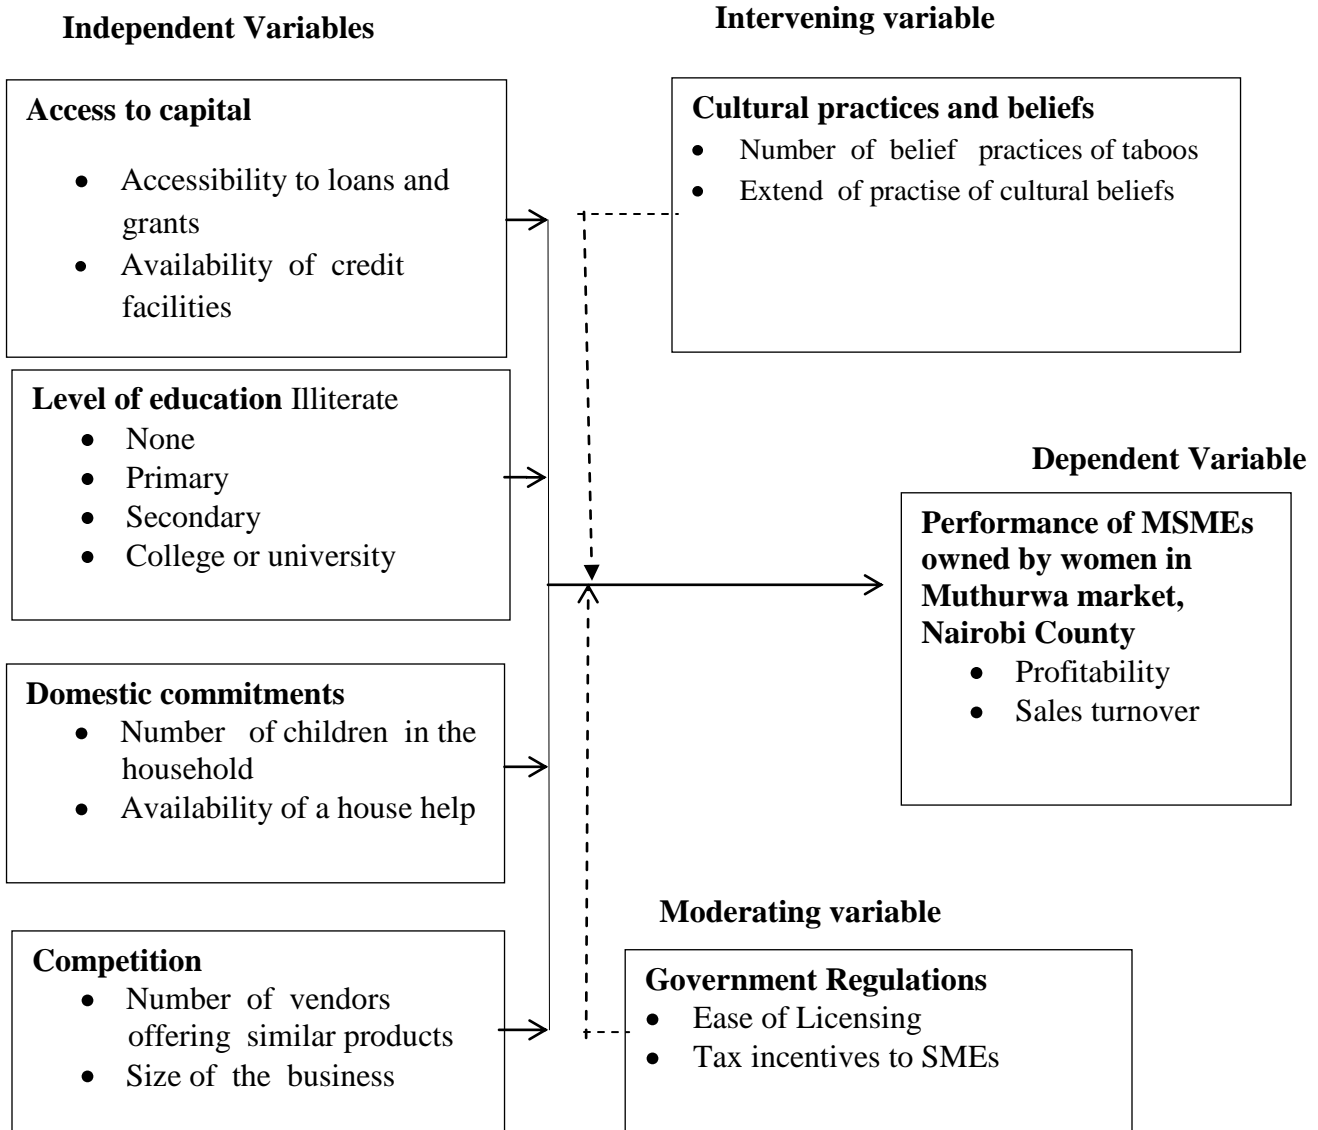 Independent Variables
Access to capital
• Accessibility to loans and
grants
• Availability of credit
facilities
Level of education Illiterate
• None
• Primary
• Secondary
• College or university
Domestic commitments
• Number of children in the
household
• Availability of a house help
Competition
• Number of vendors
offering similar products
• Size of the business
Intervening variable
Cultural practices and beliefs
• Number of belief practices of taboos
• Extend of practise of cultural beliefs
Dependent Variable
Performance of MSMEs
owned by women in
Muthurwa market,
Nairobi County
• Profitability
• Sales turnover
Moderating variable
Government Regulations
• Ease of Licensing
• Tax incentives to SMEs